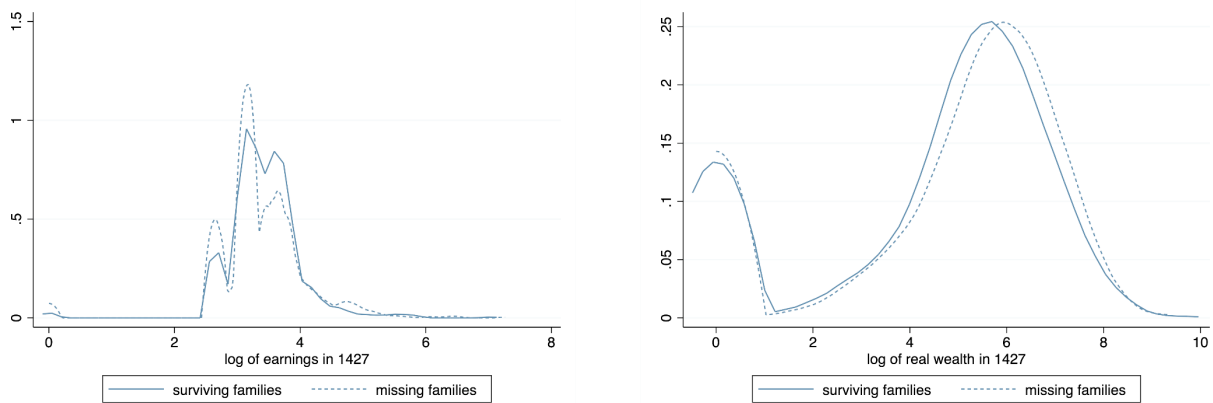 1.5
1
.5
0
0 2 4 6 8
log of earnings in 1427
surviving families missing families
.25
.2
.15
.1
.05
0
0 2 4 6 8 10
log of real wealth in 1427
surviving families missing families